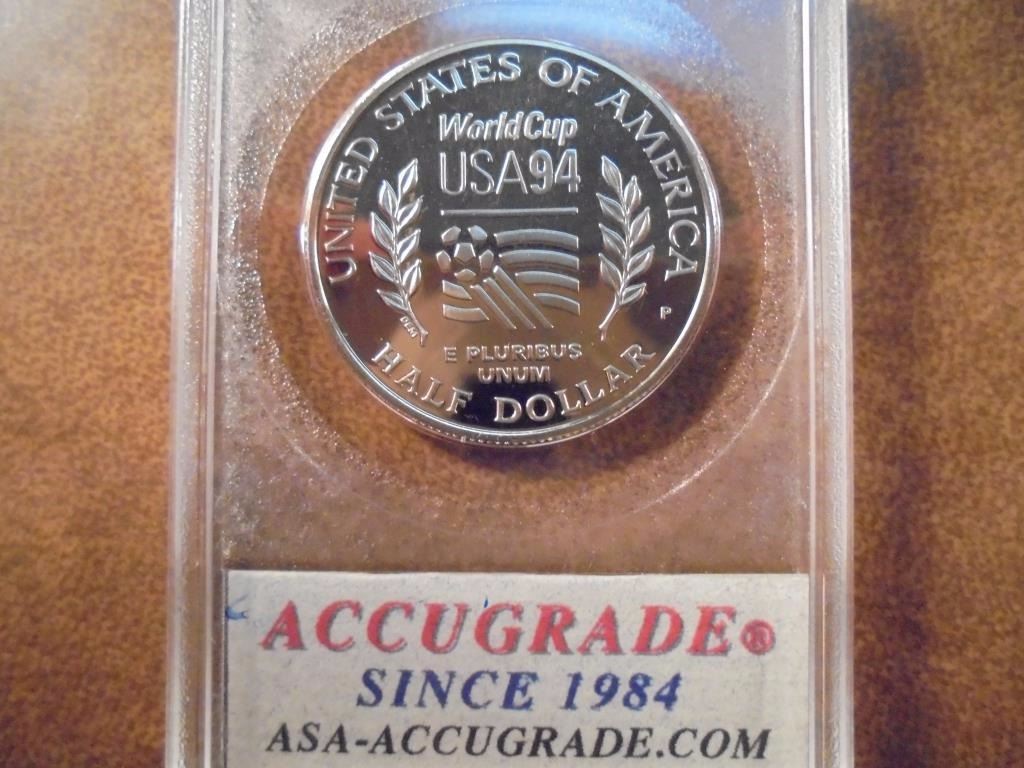 UNITED STATES OF AMERICA
WorldCup
USA94
P
E PLURIBUS
UNUM
HALF DOLLAR
ACCUGRADE®
SINCE 1984
ASA-ACCUGRADE.COM